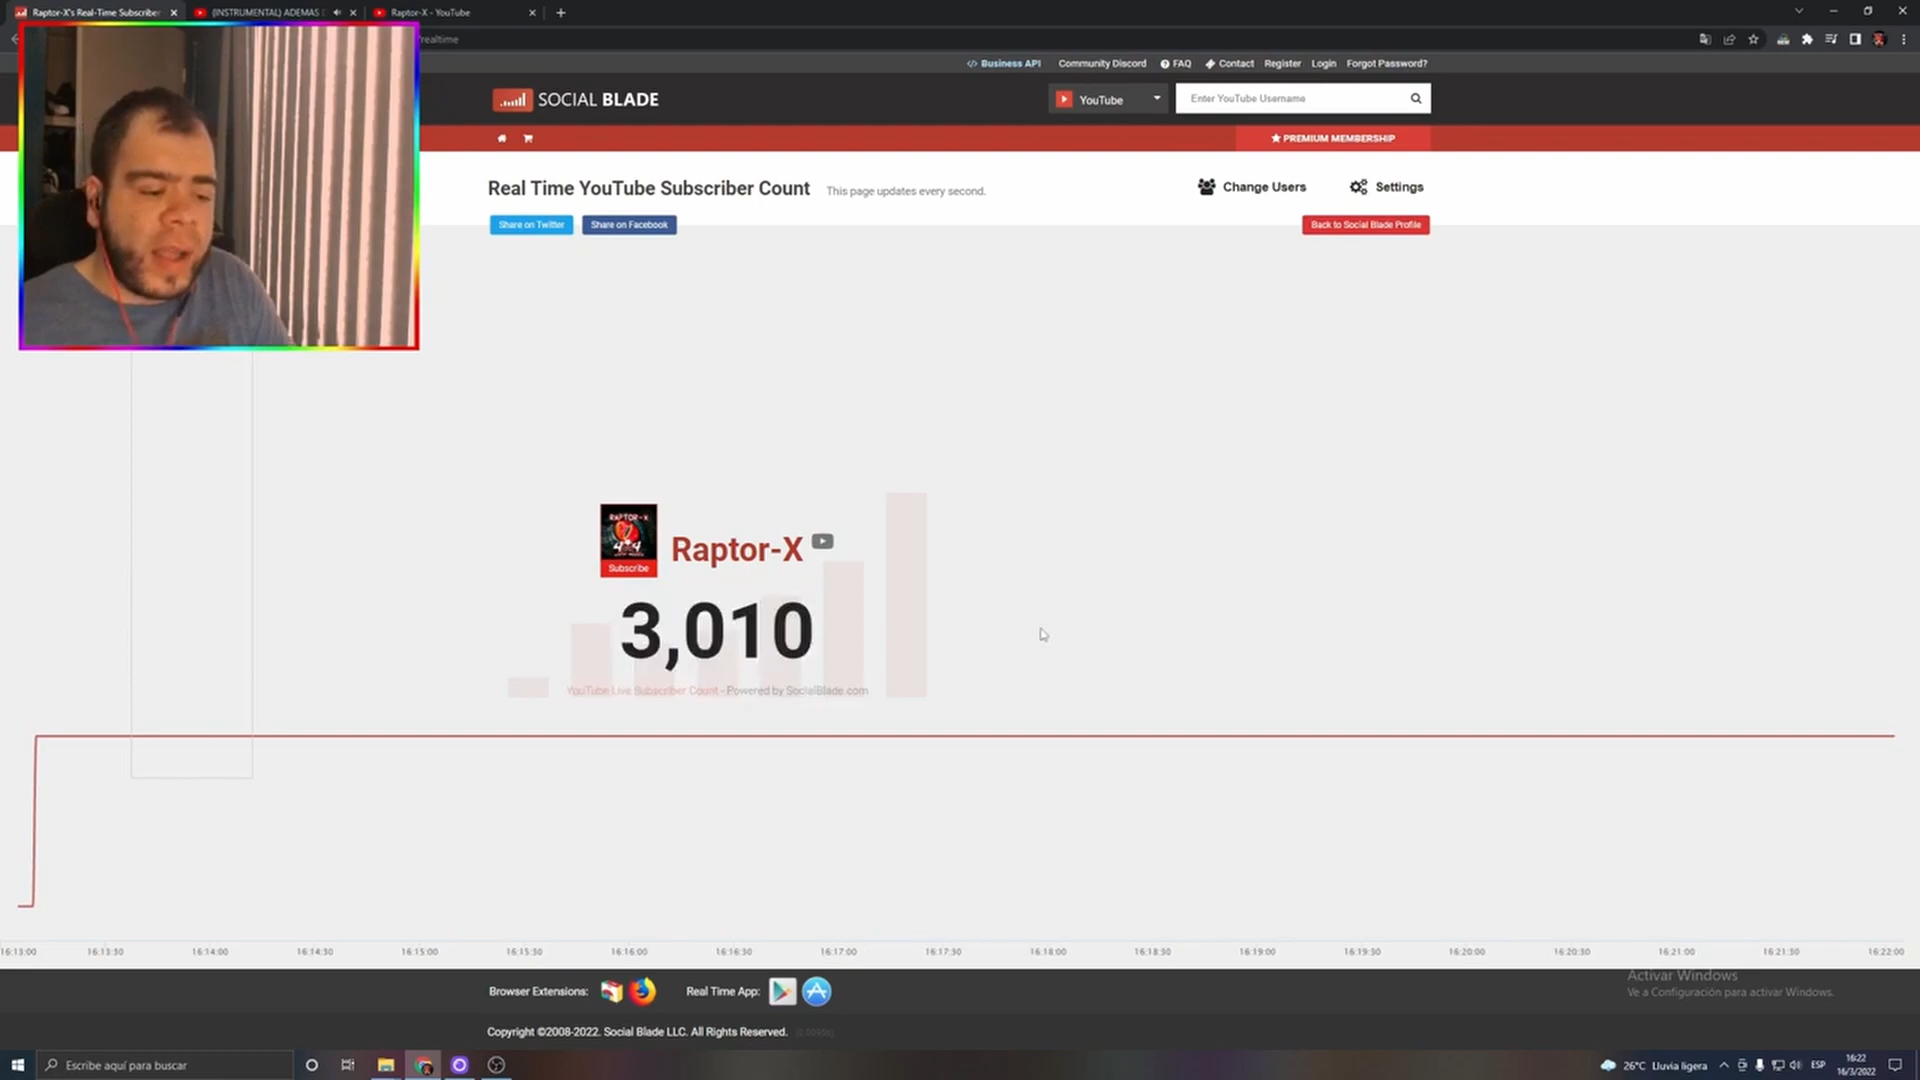 Raptor-X's Real-Time Subscriber
(INSTRUMENTAL) ADEMAS
Raptor-X - YouTube
realtime
Business API
Community Discord
FAQ
Contact
Register
Login
Forgot Password?
SOCIAL BLADE
YouTube
Enter YouTube Username
PREMIUM MEMBERSHIP
Real Time YouTube Subscriber Count
This page updates every second.
Change Users
Settings
Share on Twitter
Share on Facebook
Back to Social Blade Profile
RAPTOR-X
4x4
Subscribe
Raptor-X
3,010
YouTube Live Subscriber Count - Powered by SocialBlade.com
16:13:00 16:13:30 16:14:00 16:14:30 16:15:00 16:15:30 16:16:00 16:16:30 16:17:00 16:17:30 16:18:00 16:18:30 16:19:00 16:19:30 16:20:00 16:20:30 16:21:00 16:21:30 16:22:00
Activar Windows
Ve a Configuración para activar Windows.
Browser Extensions:
Real Time App:
Copyright ©2008-2022. Social Blade LLC. All Rights Reserved.
Escribe aquí para buscar
26°C Lluvia ligera
ESP
16:22
16/3/2022